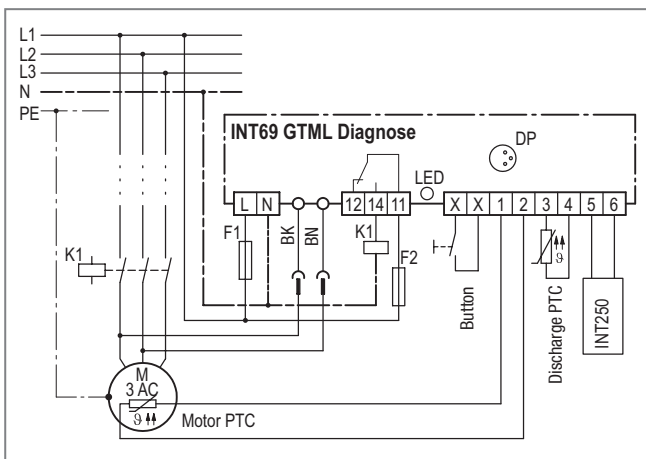 L1
L2
L3
N
PE
INT69 GTML Diagnose
DP
LED
L N
12 14 11
X X 1 2 3 4 5 6
F1
BK
BN
K1
F2
K1
Button
Discharge PTC
ϑ
INT250
M
3 AC
ϑ
Motor PTC